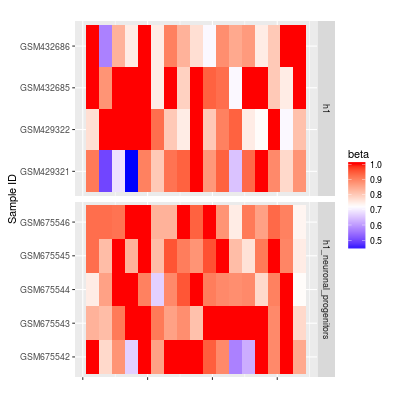 Sample ID
GSM432686
GSM432685
GSM429322
GSM429321
h1
GSM675546
GSM675545
GSM675544
GSM675543
GSM675542
h1_neuronal_progenitors
beta
1.0
0.9
0.8
0.7
0.6
0.5